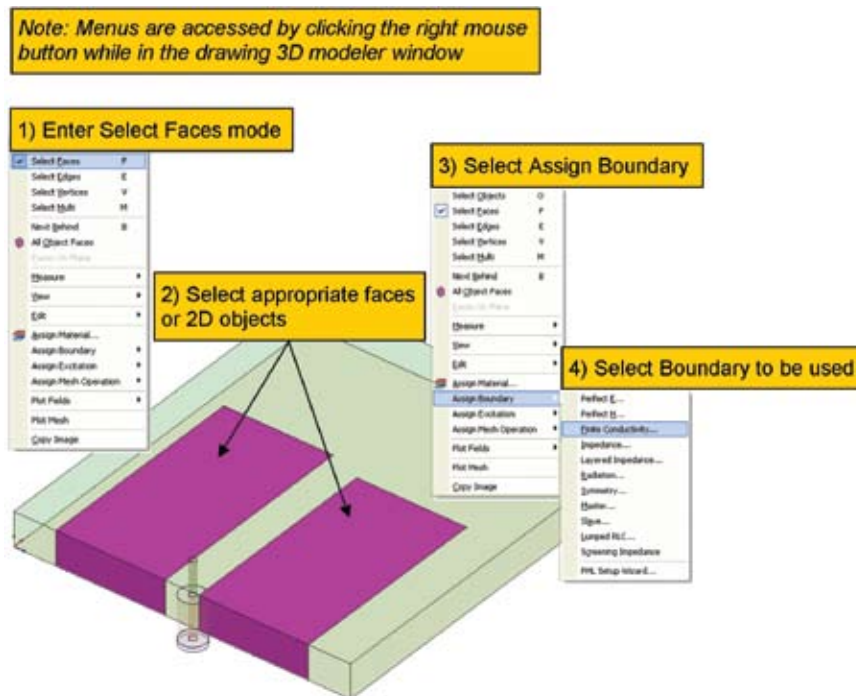 Note: Menus are accessed by clicking the right mouse
button while in the drawing 3D modeler window
1) Enter Select Faces mode
Select Faces F
Select Edges E
Select Vertices V
Select Multi M
Next Behind B
All Object Faces
Faces On Plane
Measure
View
Edit
Assign Material...
Assign Boundary
Assign Excitation
Assign Mesh Operation
Plot Fields
Plot Mesh
Copy Image
2) Select appropriate faces
or 2D objects
3) Select Assign Boundary
Select Objects O
Select Faces F
Select Edges E
Select Vertices V
Select Multi M
Next Behind B
All Object Faces
Faces On Plane
Measure
View
Edit
Assign Material...
Assign Boundary
Assign Excitation
Assign Mesh Operation
Plot Fields
Plot Mesh
Copy Image
4) Select Boundary to be used
Perfect E...
Perfect H...
Finite Conductivity...
Impedance...
Layered Impedance...
Radiation...
Symmetry...
Master...
Slave...
Lumped RLC...
Screening Impedance
PML Setup Wizard...